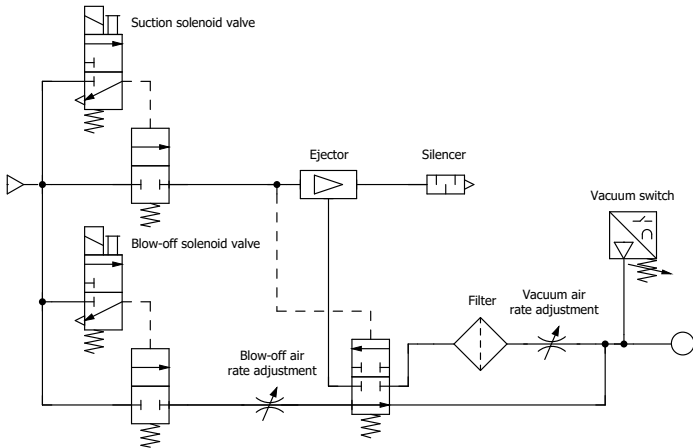 Suction solenoid valve
Ejector
Silencer
Vacuum switch
Blow-off solenoid valve
Filter
Vacuum air
rate adjustment
Blow-off air
rate adjustment